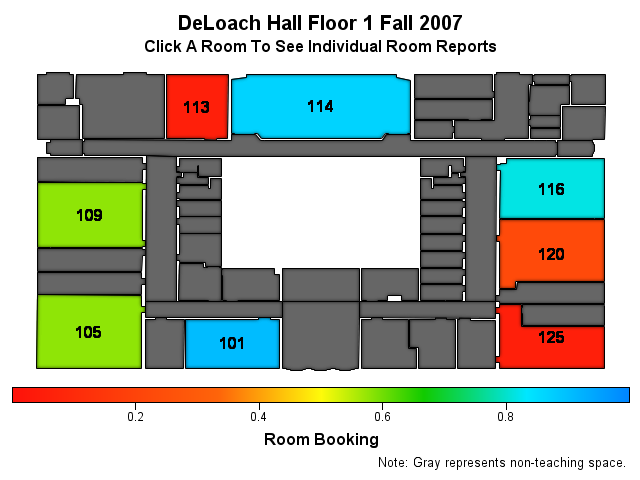 DeLoach Hall Floor 1 Fall 2007
Click A Room To See Individual Room Reports
113
114
109
116
120
105
101
125
0.2 0.4 0.6 0.8
Room Booking
Note: Gray represents non-teaching space.